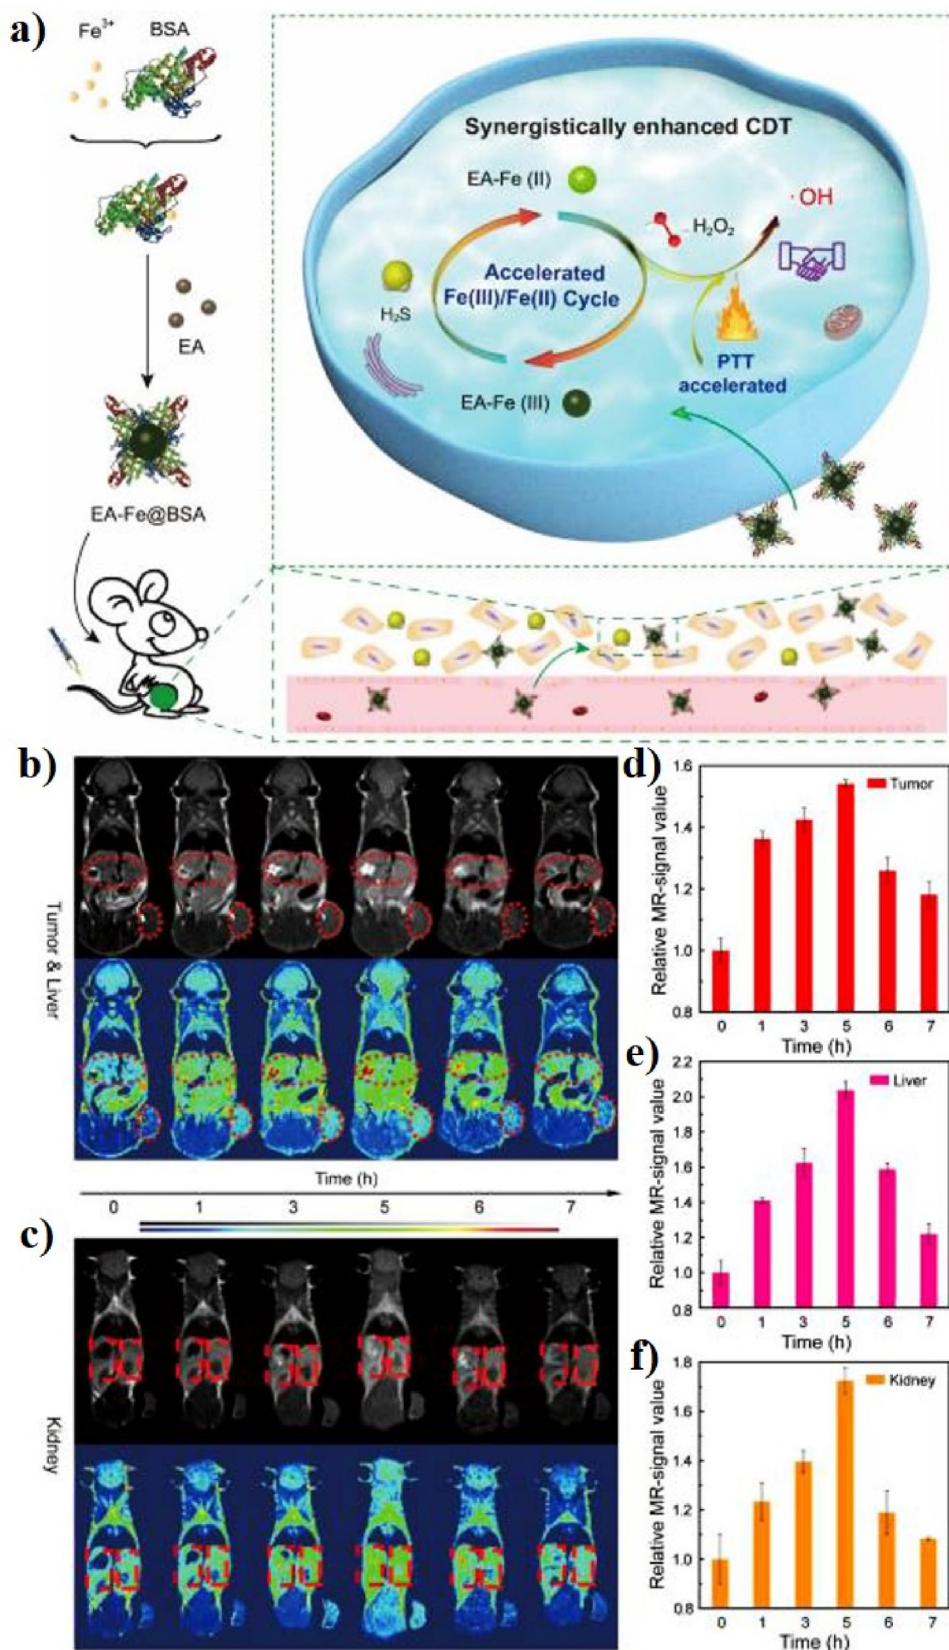 a)
Fe³⁺ BSA
EA
EA-Fe@BSA
Synergistically enhanced CDT
EA-Fe (II)
H₂O₂
·OH
Accelerated
Fe(III)/Fe(II) Cycle
H₂S
PTT
accelerated
EA-Fe (III)
b)
Tumor & Liver
Time (h)
0 1 3 5 6 7
c)
Kidney
d)
Relative MR-signal value
1.6
1.4
1.2
1.0
0.8
Tumor
0 1 3 5 6 7
Time (h)
e)
Relative MR-signal value
2.2
2.0
1.6
1.4
1.2
1.0
0.8
Liver
0 1 3 5 6 7
Time (h)
f)
Relative MR-signal value
1.8
1.6
1.4
1.2
1.0
0.8
Kidney
0 1 3 5 6 7
Time (h)